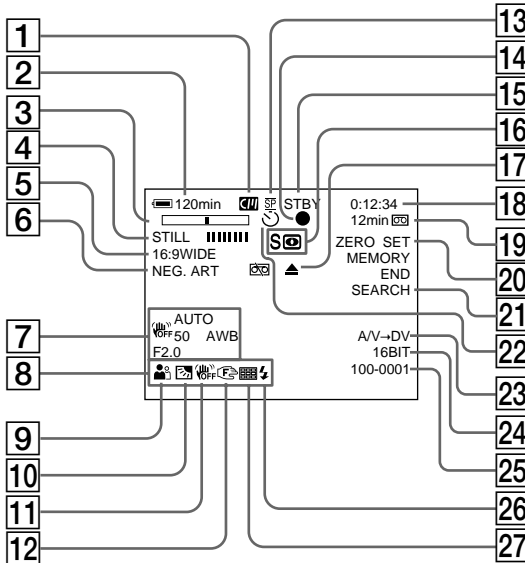 1
2
3
4
5
6
7
8
9
10
11
12
13
14
15
16
17
18
19
20
21
22
23
24
25
26
27
120min
SP
STBY
0:12:34
12min
STILL
S
ZERO SET
16:9WIDE
MEMORY
NEG. ART
END
SEARCH
AUTO
OFF
50 AWB
F2.0
A/V→DV
16BIT
OFF
F
100-0001